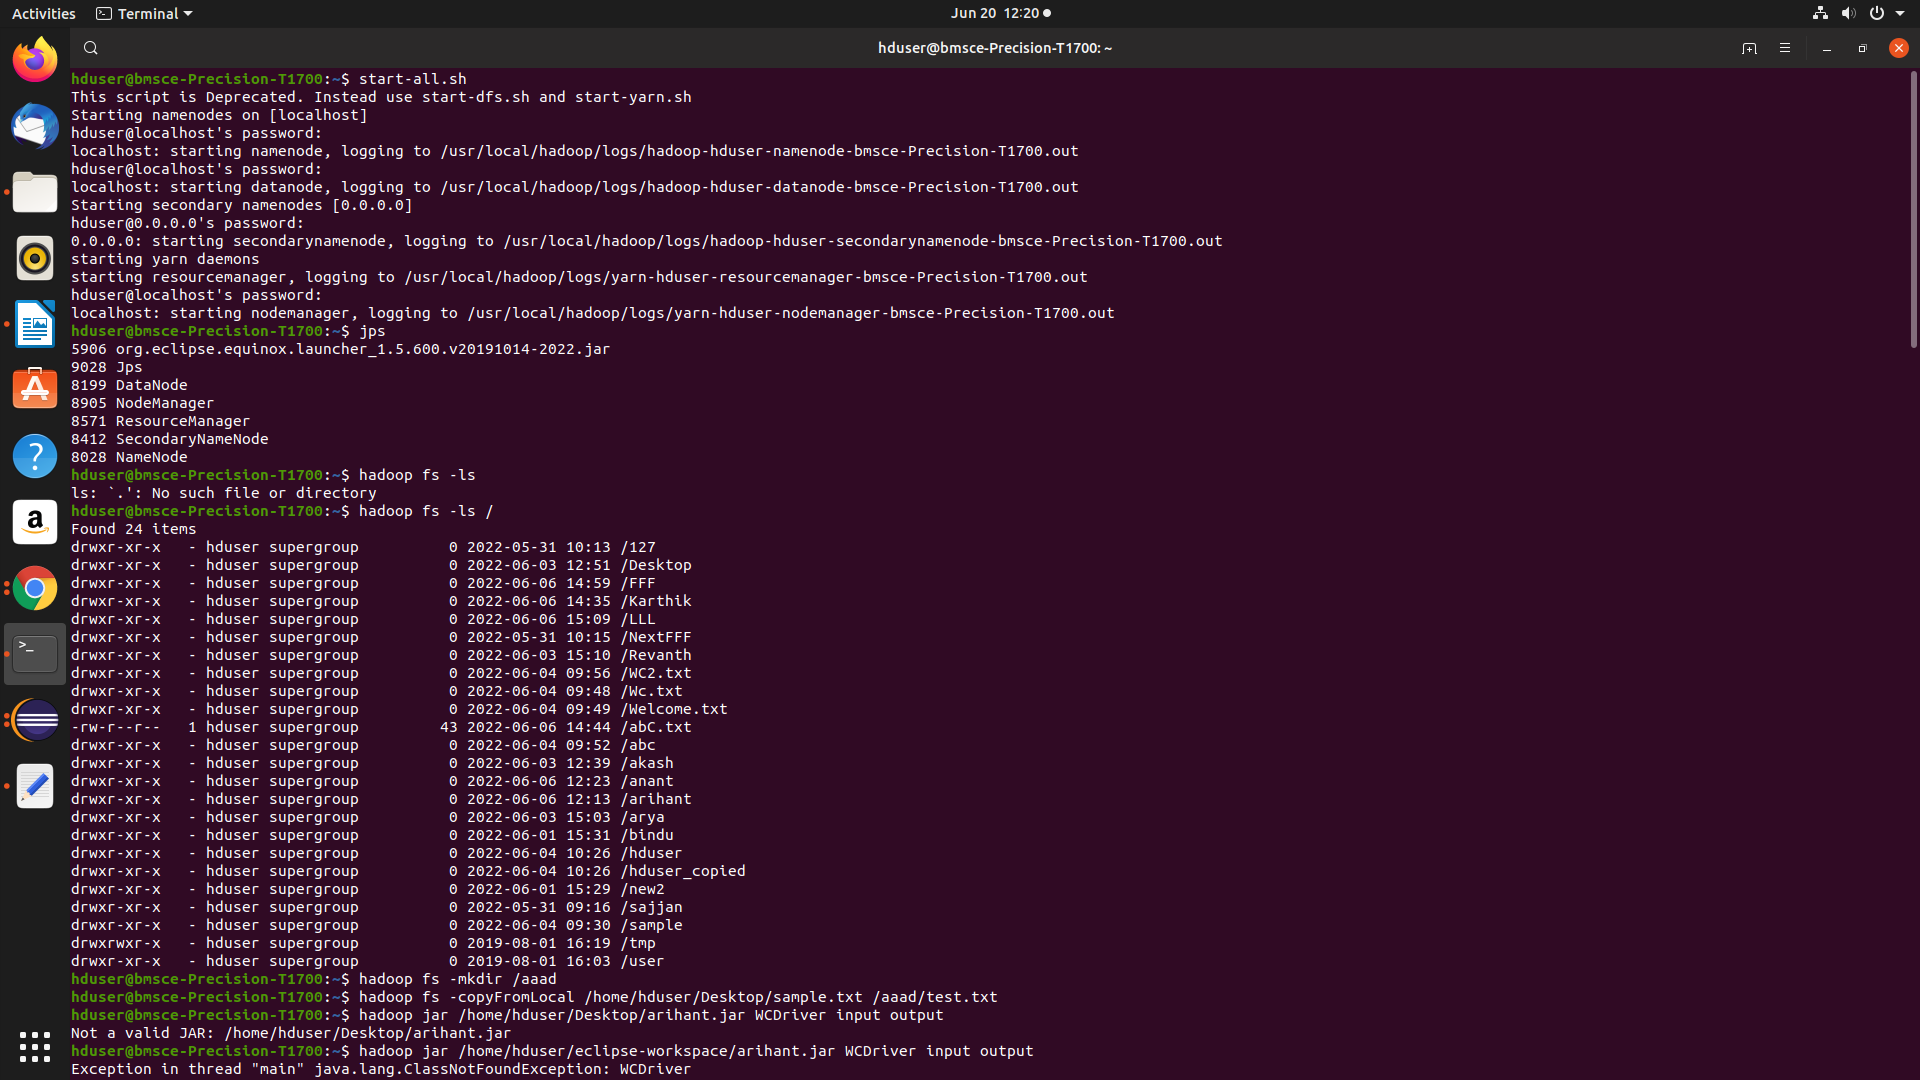 Activities
Terminal
Jun 20 12:20
hduser@bmsce-Precision-T1700: ~
hduser@bmsce-Precision-T1700:~$ start-all.sh
This script is Deprecated. Instead use start-dfs.sh and start-yarn.sh
Starting namenodes on [localhost]
hduser@localhost's password:
localhost: starting namenode, logging to /usr/local/hadoop/logs/hadoop-hduser-namenode-bmsce-Precision-T1700.out
hduser@localhost's password:
localhost: starting datanode, logging to /usr/local/hadoop/logs/hadoop-hduser-datanode-bmsce-Precision-T1700.out
Starting secondary namenodes [0.0.0.0]
hduser@0.0.0.0's password:
0.0.0.0: starting secondarynamenode, logging to /usr/local/hadoop/logs/hadoop-hduser-secondarynamenode-bmsce-Precision-T1700.out
starting yarn daemons
starting resourcemanager, logging to /usr/local/hadoop/logs/yarn-hduser-resourcemanager-bmsce-Precision-T1700.out
hduser@localhost's password:
localhost: starting nodemanager, logging to /usr/local/hadoop/logs/yarn-hduser-nodemanager-bmsce-Precision-T1700.out
hduser@bmsce-Precision-T1700:~$ jps
5906 org.eclipse.equinox.launcher_1.5.600.v20191014-2022.jar
9028 Jps
8199 DataNode
8905 NodeManager
8571 ResourceManager
8412 SecondaryNameNode
8028 NameNode
hduser@bmsce-Precision-T1700:~$ hadoop fs -ls
ls: `.': No such file or directory
hduser@bmsce-Precision-T1700:~$ hadoop fs -ls /
Found 24 items
drwxr-xr-x   - hduser supergroup          0 2022-05-31 10:13 /127
drwxr-xr-x   - hduser supergroup          0 2022-06-03 12:51 /Desktop
drwxr-xr-x   - hduser supergroup          0 2022-06-06 14:59 /FFF
drwxr-xr-x   - hduser supergroup          0 2022-06-06 14:35 /Karthik
drwxr-xr-x   - hduser supergroup          0 2022-06-06 15:09 /LLL
drwxr-xr-x   - hduser supergroup          0 2022-05-31 10:15 /NextFFF
drwxr-xr-x   - hduser supergroup          0 2022-06-03 15:10 /Revanth
drwxr-xr-x   - hduser supergroup          0 2022-06-04 09:56 /WC2.txt
drwxr-xr-x   - hduser supergroup          0 2022-06-04 09:48 /Wc.txt
drwxr-xr-x   - hduser supergroup          0 2022-06-04 09:49 /Welcome.txt
-rw-r--r--   1 hduser supergroup         43 2022-06-06 14:44 /abC.txt
drwxr-xr-x   - hduser supergroup          0 2022-06-04 09:52 /abc
drwxr-xr-x   - hduser supergroup          0 2022-06-03 12:39 /akash
drwxr-xr-x   - hduser supergroup          0 2022-06-06 12:23 /anant
drwxr-xr-x   - hduser supergroup          0 2022-06-06 12:13 /arihant
drwxr-xr-x   - hduser supergroup          0 2022-06-03 15:03 /arya
drwxr-xr-x   - hduser supergroup          0 2022-06-01 15:31 /bindu
drwxr-xr-x   - hduser supergroup          0 2022-06-04 10:26 /hduser
drwxr-xr-x   - hduser supergroup          0 2022-06-04 10:26 /hduser_copied
drwxr-xr-x   - hduser supergroup          0 2022-06-01 15:29 /new2
drwxr-xr-x   - hduser supergroup          0 2022-05-31 09:16 /sajjan
drwxr-xr-x   - hduser supergroup          0 2022-06-04 09:30 /sample
drwxrwxr-x   - hduser supergroup          0 2019-08-01 16:19 /tmp
drwxr-xr-x   - hduser supergroup          0 2019-08-01 16:03 /user
hduser@bmsce-Precision-T1700:~$ hadoop fs -mkdir /aaad
hduser@bmsce-Precision-T1700:~$ hadoop fs -copyFromLocal /home/hduser/Desktop/sample.txt /aaad/test.txt
hduser@bmsce-Precision-T1700:~$ hadoop jar /home/hduser/Desktop/arihant.jar WCDriver input output
Not a valid JAR: /home/hduser/Desktop/arihant.jar
hduser@bmsce-Precision-T1700:~$ hadoop jar /home/hduser/eclipse-workspace/arihant.jar WCDriver input output
Exception in thread "main" java.lang.ClassNotFoundException: WCDriver